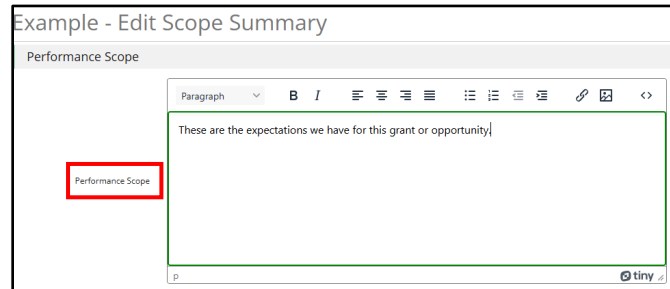 Example - Edit Scope Summary
Performance Scope
Paragraph B I
These are the expectations we have for this grant or opportunity.
Performance Scope
p tiny